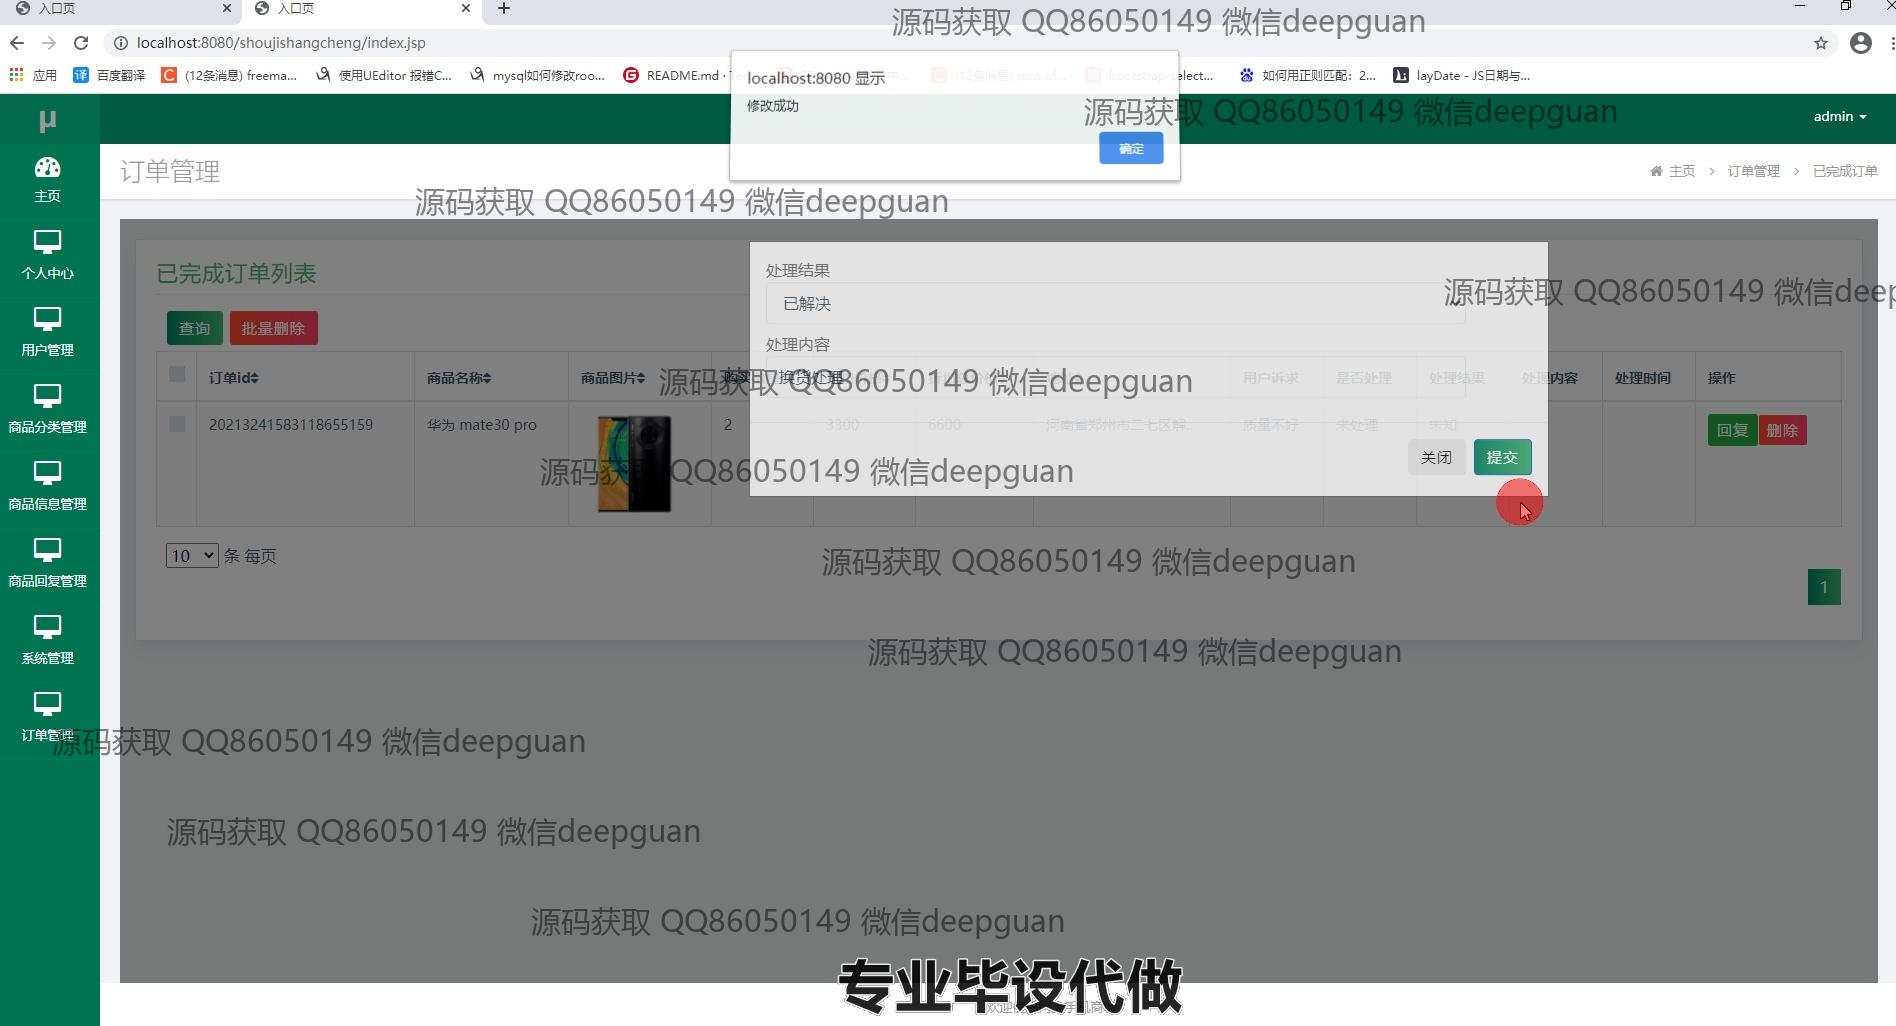 入口页
入口页
源码获取 QQ86050149 微信deepguan
localhost:8080/shoujishangcheng/index.jsp
应用
百度翻译
(12条消息) freema...
使用UEditor 报错C...
mysql如何修改roo...
README.md
(12条消息) root of...
bootstrap-select...
如何用正则匹配：2...
layDate - JS日期与...
localhost:8080 显示
修改成功
确定
源码获取 QQ86050149 微信deepguan
μ
admin
主页
订单管理
主页 > 订单管理 > 已完成订单
源码获取 QQ86050149 微信deepguan
个人中心
用户管理
商品分类管理
商品信息管理
商品回复管理
系统管理
订单管理
已完成订单列表
处理结果
已解决
源码获取 QQ86050149 微信deep
查询
批量删除
处理内容
换货处理
订单id
商品名称
商品图片
购买
用户诉求
是否处理
处理结果
处理内容
处理时间
操作
源码获取 QQ86050149 微信deepguan
20213241583118655159
华为 mate30 pro
2
3300
6600
河南省郑州市二七区解..
质量不好
未处理
未知
回复
删除
关闭
提交
源码获取 QQ86050149 微信deepguan
10 条 每页
源码获取 QQ86050149 微信deepguan
1
源码获取 QQ86050149 微信deepguan
源码获取 QQ86050149 微信deepguan
源码获取 QQ86050149 微信deepguan
源码获取 QQ86050149 微信deepguan
专业毕设代做